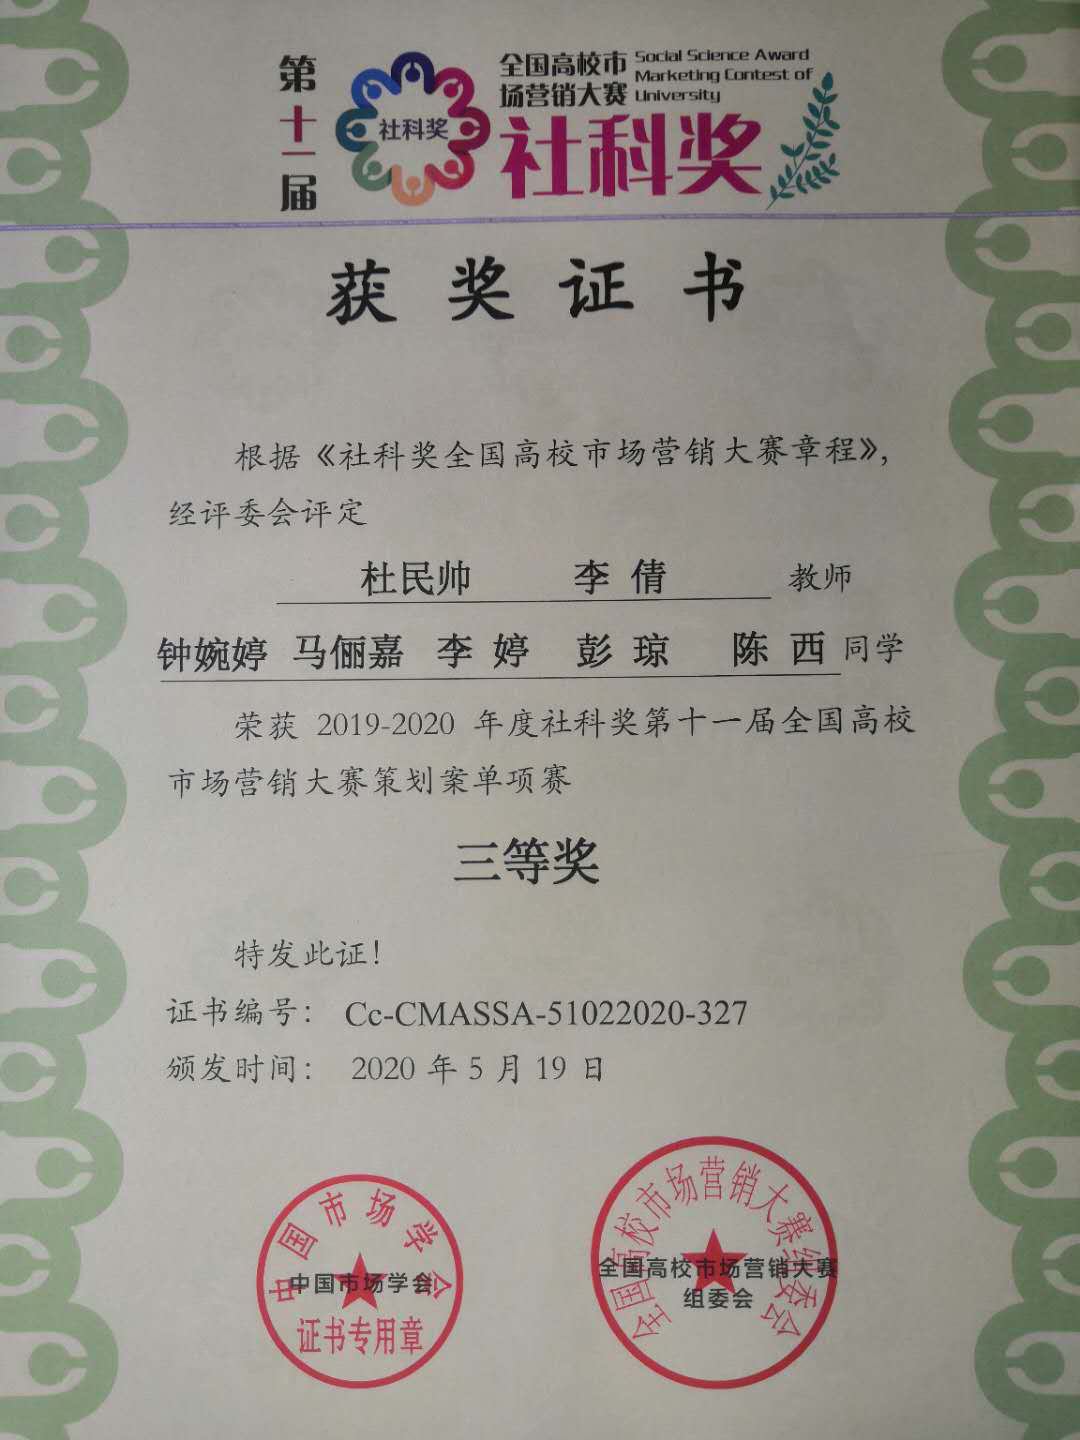 第十一届
社科奖
全国高校市
场营销大赛
Social Science Award
Marketing Contest of
University
社科奖
获奖证书
根据《社科奖全国高校市场营销大赛章程》，
经评委会评定
杜民帅 李倩 教师
钟婉婷 马俪嘉 李婷 彭琼 陈西 同学
荣获 2019-2020 年度社科奖第十一届全国高校
市场营销大赛策划案单项赛
三等奖
特发此证！
证书编号： Cc-CMASSA-51022020-327
颁发时间： 2020 年 5 月 19 日
中国市场学会
中国市场学会
证书专用章
全国高校市场营销大赛组委会
全国高校市场营销大赛
组委会